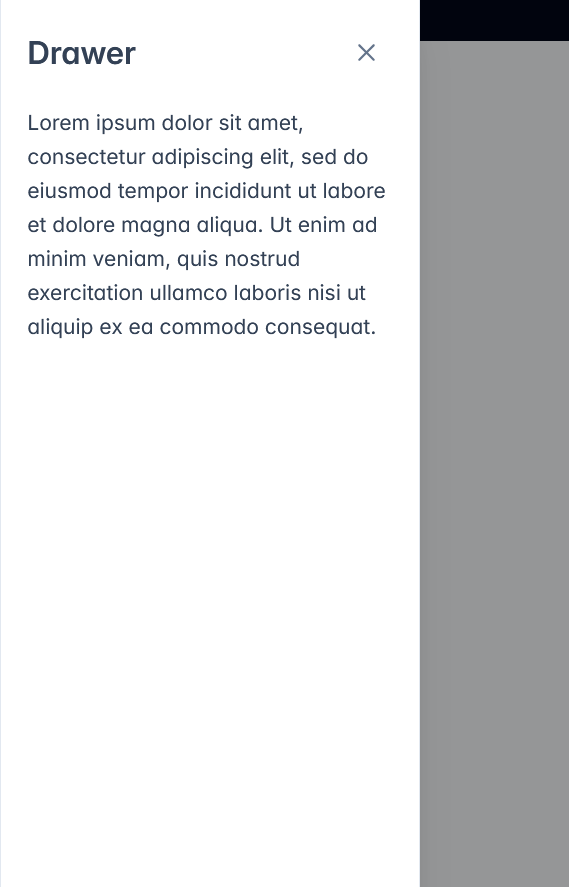 Drawer
Lorem ipsum dolor sit amet,
consectetur adipiscing elit, sed do
eiusmod tempor incididunt ut labore
et dolore magna aliqua. Ut enim ad
minim veniam, quis nostrud
exercitation ullamco laboris nisi ut
aliquip ex ea commodo consequat.